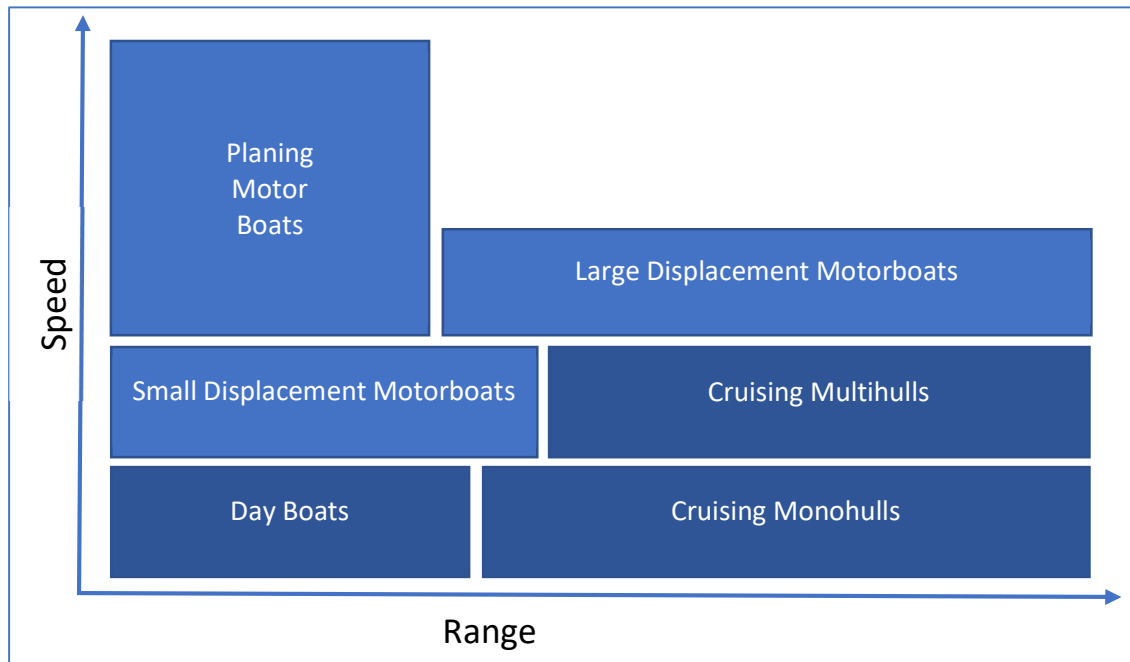 Planing
Motor
Boats
Large Displacement Motorboats
Speed
Small Displacement Motorboats
Cruising Multihulls
Day Boats
Cruising Monohulls
Range